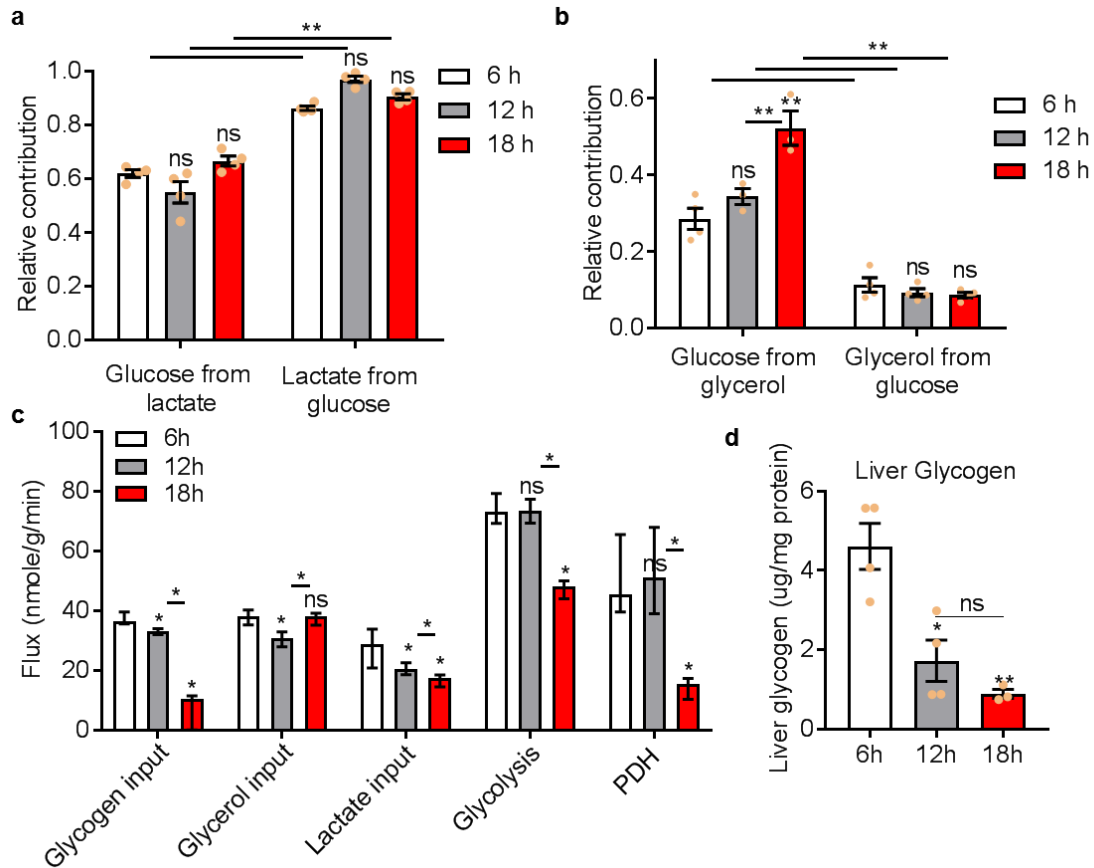 a
**
ns
ns
ns
ns
1.0
0.8
0.6
0.4
0.2
0.0
Relative contribution
Glucose from
lactate
Lactate from
glucose
6 h
12 h
18 h
b
**
**
**
ns
ns
ns
0.6
0.4
0.2
0.0
Relative contribution
Glucose from
glycerol
Glycerol from
glucose
6 h
12 h
18 h
c
6h
12h
18h
100
80
60
40
20
0
Flux (nmole/g/min)
*
*
*
*
*
ns
*
*
*
*
ns
*
*
ns
*
Glycogen input
Glycerol input
Lactate input
Glycolysis
PDH
d
Liver Glycogen
6
4
2
0
Liver glycogen (ug/mg protein)
ns
*
**
6h
12h
18h